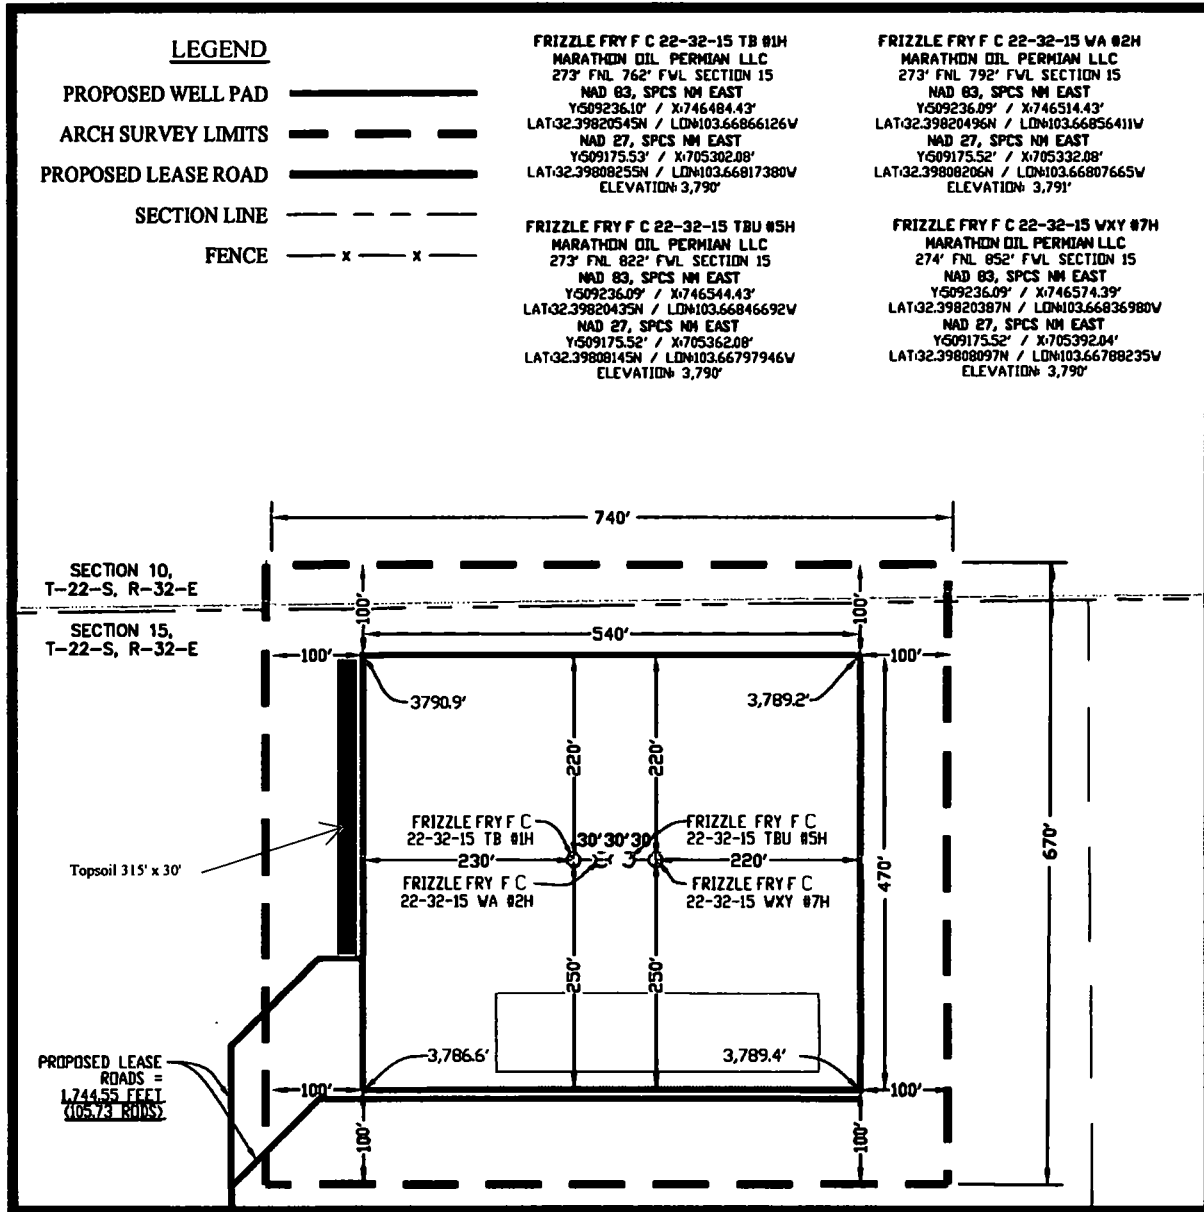 LEGEND
PROPOSED WELL PAD
ARCH SURVEY LIMITS
PROPOSED LEASE ROAD
SECTION LINE
FENCE
x x
FRIZZLE FRY F C 22-32-15 TB #1H
MARATHON OIL PERMIAN LLC
273' FNL 762' FWL SECTION 15
NAD 83, SPCS NM EAST
Y:509236.10' / X:746484.43'
LAT:32.39820545N / LON:103.66866126W
NAD 27, SPCS NM EAST
Y:509175.53' / X:705302.08'
LAT:32.39808255N / LON:103.66817380W
ELEVATION: 3,790'
FRIZZLE FRY F C 22-32-15 WA #2H
MARATHON OIL PERMIAN LLC
273' FNL 792' FWL SECTION 15
NAD 83, SPCS NM EAST
Y:509236.09' / X:746514.43'
LAT:32.39820496N / LON:103.66856411W
NAD 27, SPCS NM EAST
Y:509175.52' / X:705332.08'
LAT:32.39808206N / LON:103.66807665W
ELEVATION: 3,791'
FRIZZLE FRY F C 22-32-15 TBU #5H
MARATHON OIL PERMIAN LLC
273' FNL 822' FWL SECTION 15
NAD 83, SPCS NM EAST
Y:509236.09' / X:746544.43'
LAT:32.39820435N / LON:103.66846692W
NAD 27, SPCS NM EAST
Y:509175.52' / X:705362.08'
LAT:32.39808145N / LON:103.66797946W
ELEVATION: 3,790'
FRIZZLE FRY F C 22-32-15 WXY #7H
MARATHON OIL PERMIAN LLC
274' FNL 852' FWL SECTION 15
NAD 83, SPCS NM EAST
Y:509236.09' / X:746574.39'
LAT:32.39820387N / LON:103.66836980W
NAD 27, SPCS NM EAST
Y:509175.52' / X:705392.04'
LAT:32.39808097N / LON:103.66788235W
ELEVATION: 3,790'
740'
SECTION 10,
T-22-S, R-32-E
SECTION 15,
T-22-S, R-32-E
100'
100'
540'
100'
100'
3790.9'
3,789.2'
220'
220'
FRIZZLE FRY F C
22-32-15 TB #1H
30' 30' 30'
FRIZZLE FRY F C
22-32-15 TBU #5H
230'
220'
FRIZZLE FRY F C
22-32-15 WA #2H
FRIZZLE FRY F C
22-32-15 WXY #7H
470'
670'
Topsoil 315' x 30'
250'
250'
3,786.6'
3,789.4'
PROPOSED LEASE
ROADS =
1,744.55 FEET
(105.73 RODS)
100'
100'
100'
100'